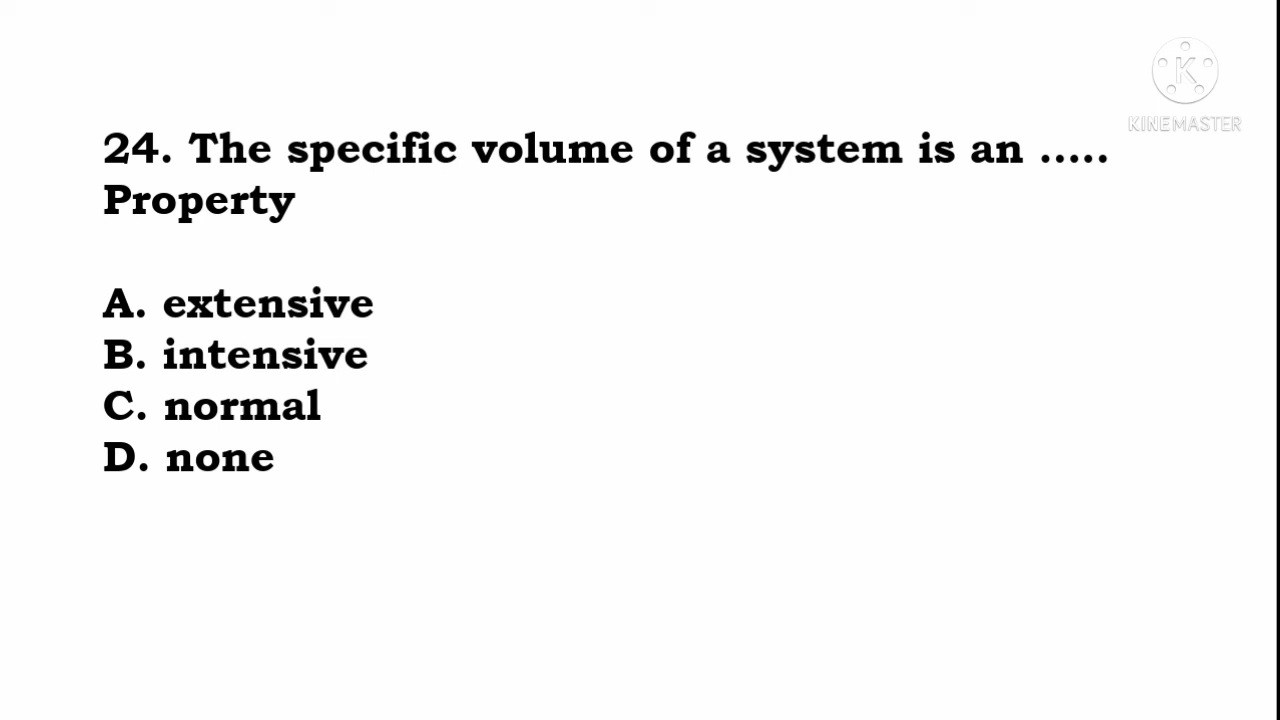 KINEMASTER
24. The specific volume of a system is an .....
Property
A. extensive
B. intensive
C. normal
D. none